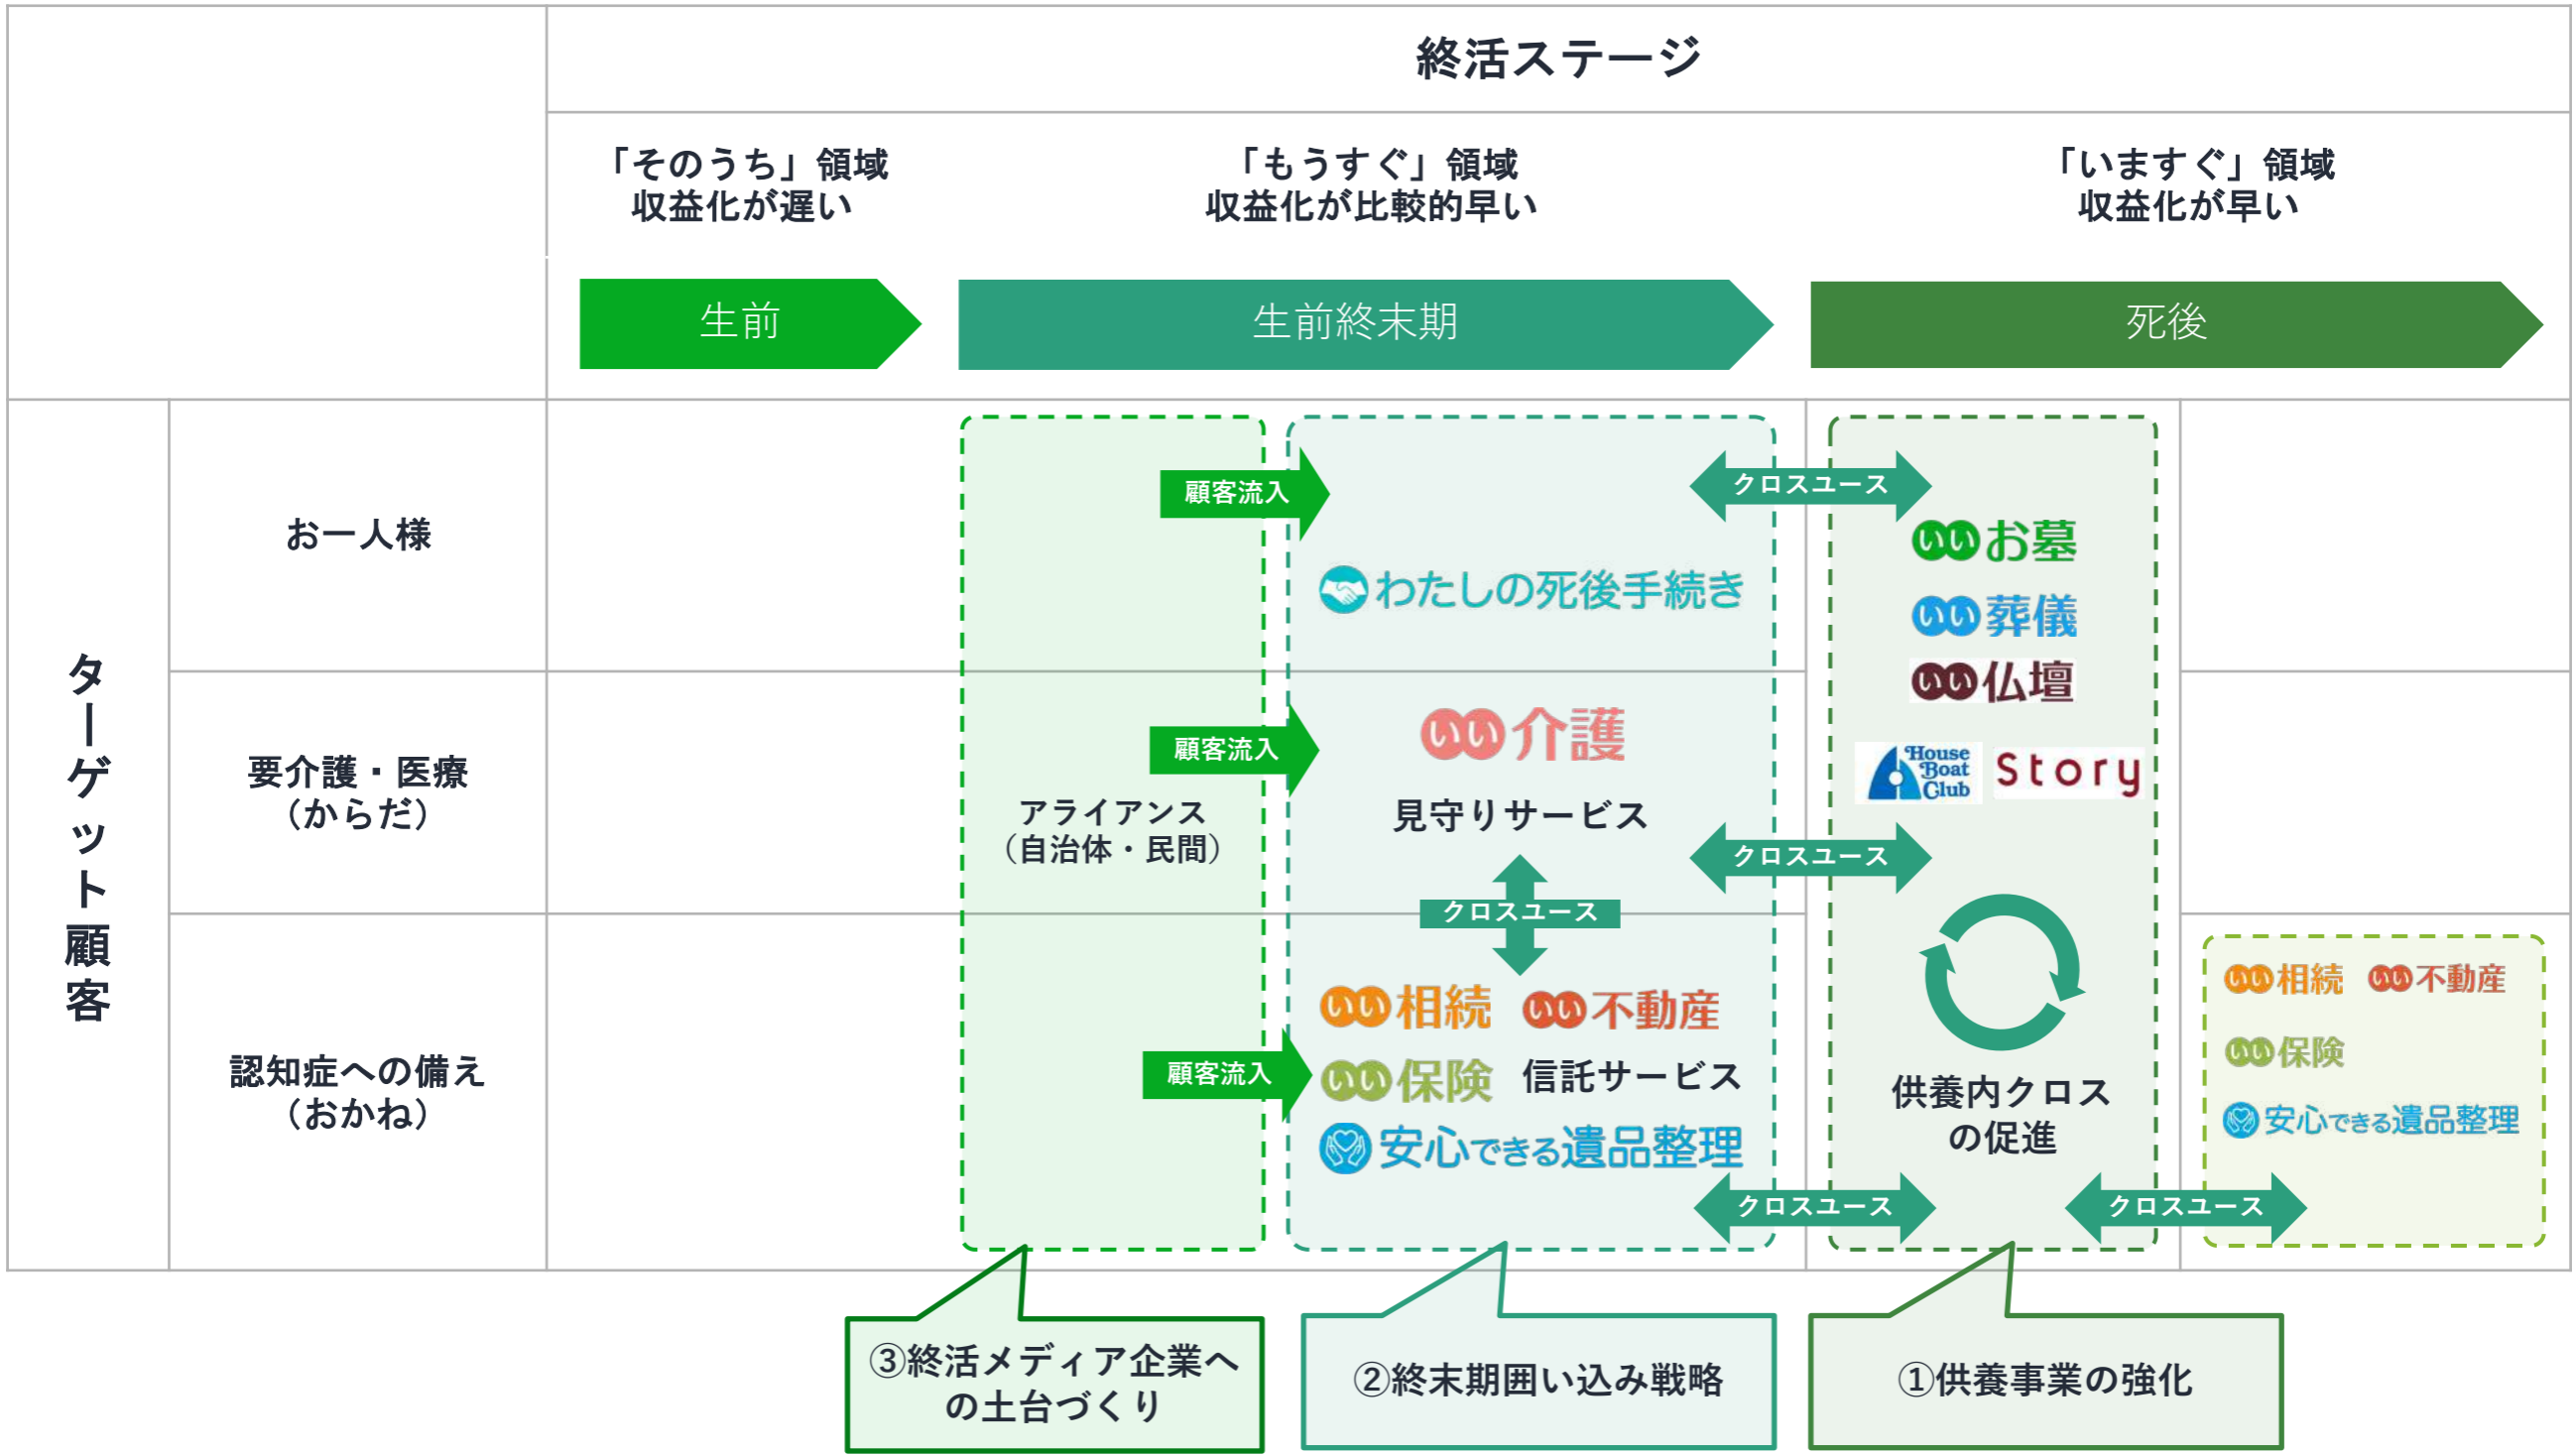 終活ステージ
「そのうち」領域
収益化が遅い
「もうすぐ」領域
収益化が比較的早い
「いますぐ」領域
収益化が早い
生前
生前終末期
死後
ターゲット顧客
お一人様
要介護・医療
（からだ）
認知症への備え
（おかね）
アライアンス
（自治体・民間）
顧客流入
顧客流入
顧客流入
わたしの死後手続き
いい介護
見守りサービス
クロスユース
いい相続
いい不動産
いい保険
信託サービス
安心できる遺品整理
クロスユース
クロスユース
クロスユース
いいお墓
いい葬儀
いい仏壇
House
Boat
Club
Story
供養内クロス
の促進
クロスユース
いい相続
いい不動産
いい保険
安心できる遺品整理
③終活メディア企業へ
の土台づくり
②終末期囲い込み戦略
①供養事業の強化